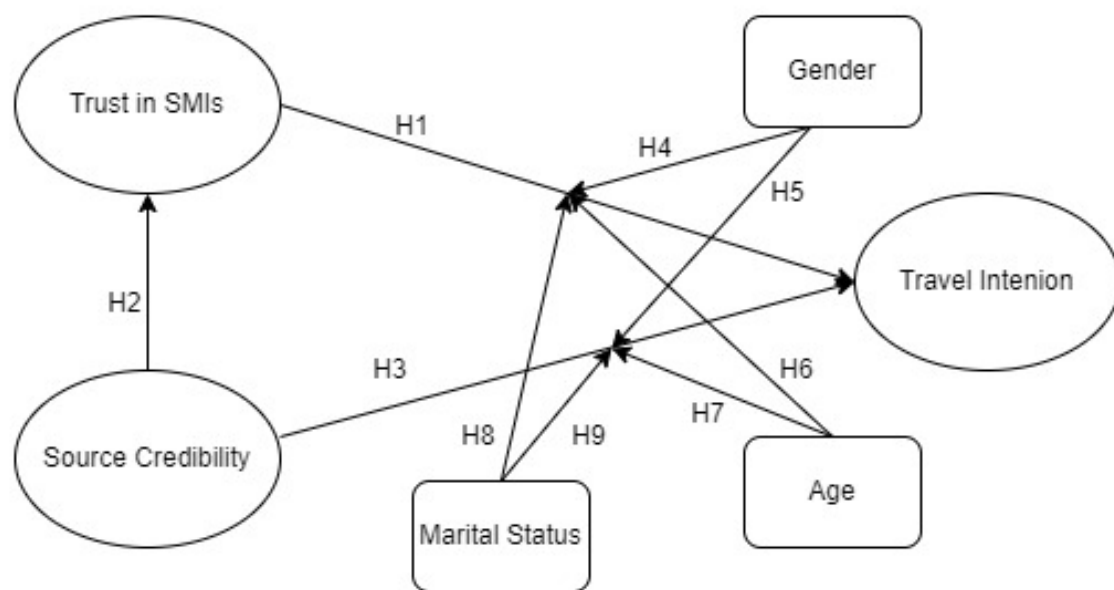 Gender
Trust in SMIs
H1
H4
H5
Travel Intenion
H2
H3
H6
H7
H8
H9
Source Credibility
Age
Marital Status